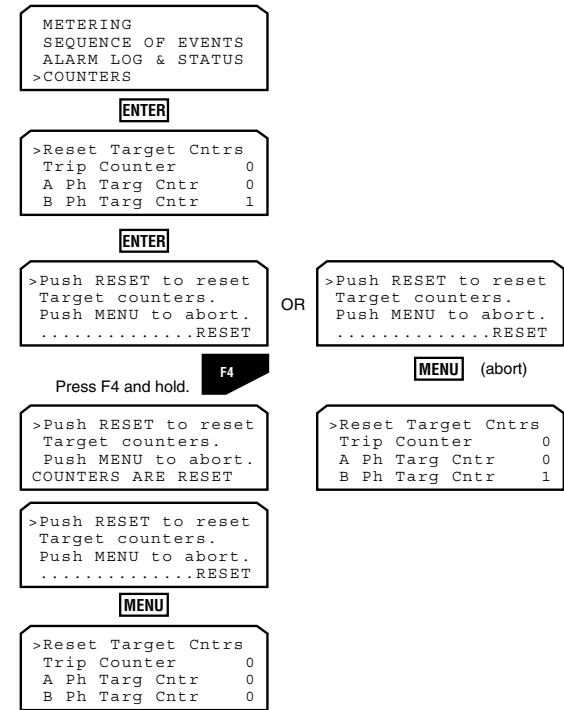 METERING
SEQUENCE OF EVENTS
ALARM LOG & STATUS
>COUNTERS
ENTER
>Reset Target Cntrs
Trip Counter 0
A Ph Targ Cntr 0
B Ph Targ Cntr 1
ENTER
>Push RESET to reset
Target counters.
Push MENU to abort.
..............RESET
OR
>Push RESET to reset
Target counters.
Push MENU to abort.
..............RESET
F4
Press F4 and hold.
MENU (abort)
>Push RESET to reset
Target counters.
Push MENU to abort.
COUNTERS ARE RESET
>Reset Target Cntrs
Trip Counter 0
A Ph Targ Cntr 0
B Ph Targ Cntr 1
>Push RESET to reset
Target counters.
Push MENU to abort.
..............RESET
MENU
>Reset Target Cntrs
Trip Counter 0
A Ph Targ Cntr 0
B Ph Targ Cntr 0